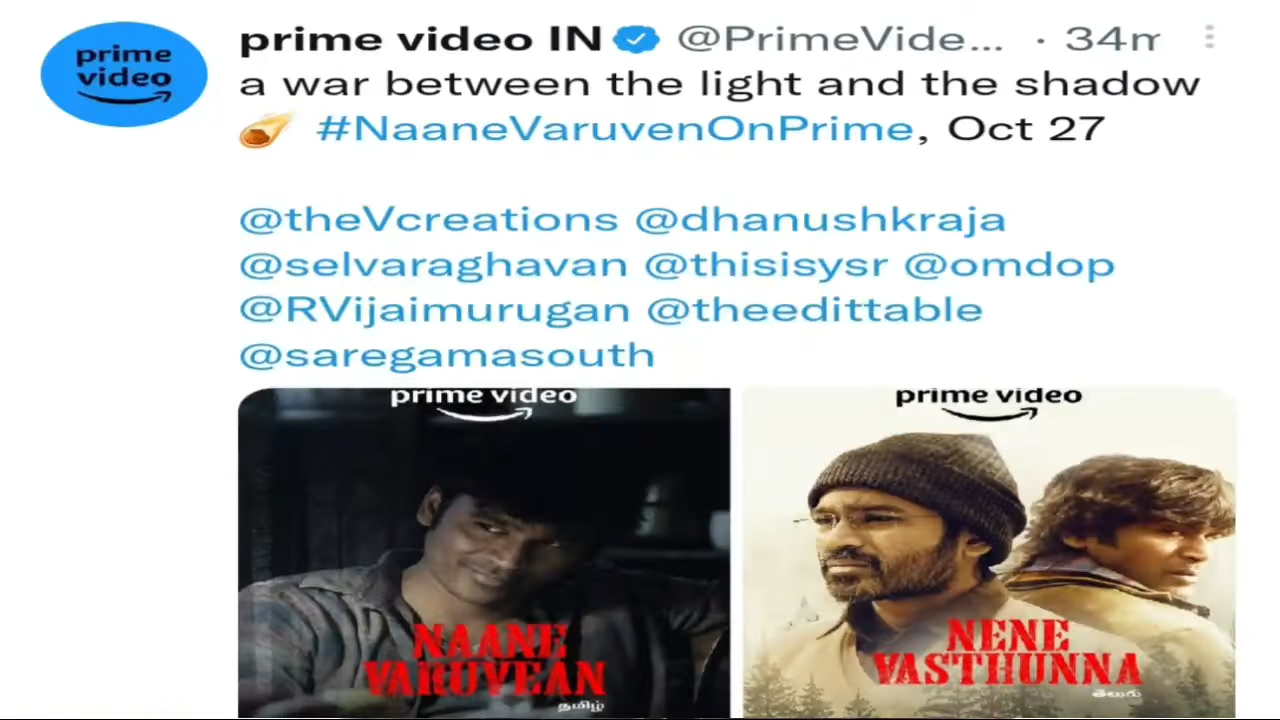 prime video
prime video IN @PrimeVide... · 34m
a war between the light and the shadow
#NaaneVaruvenOnPrime, Oct 27
@theVcreations @dhanushkraja
@selvaraghavan @thisisysr @omdop
@RVijaimurugan @theedittable
@saregamasouth
prime video
NAANE
VARUVEAN
தமிழ்
prime video
NENE
VASTHUNNA
తెలుగు